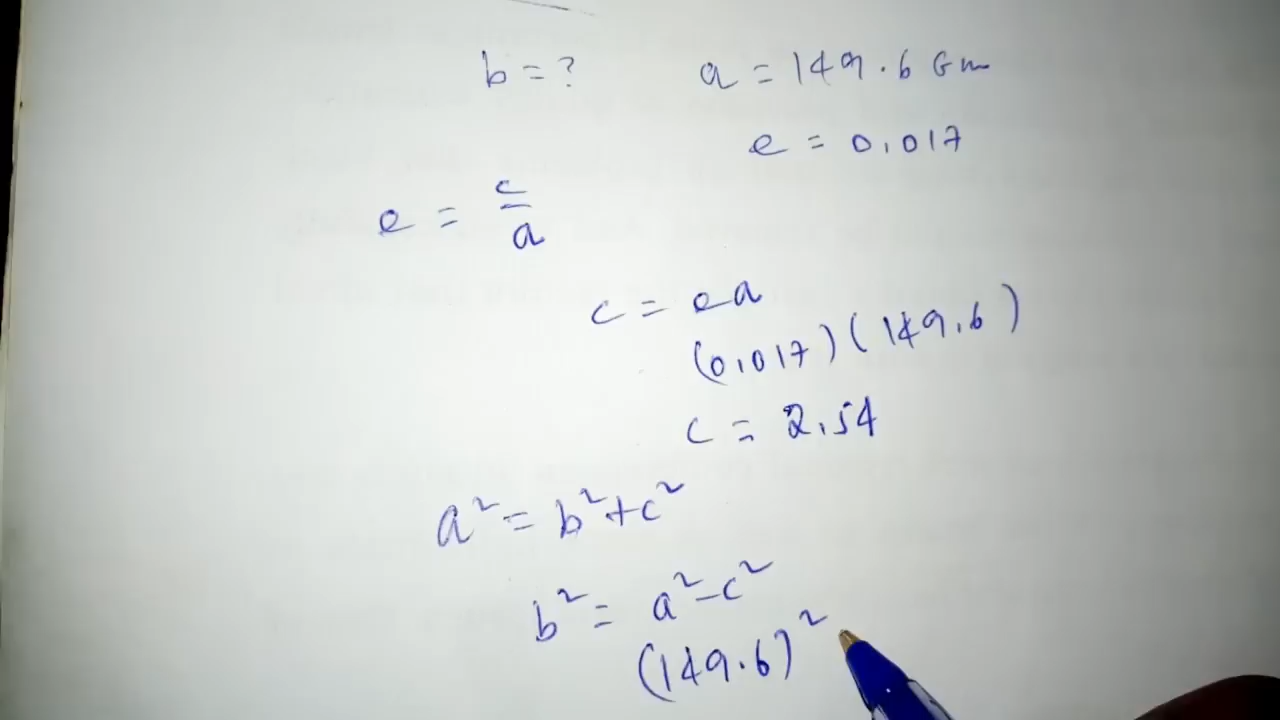 b = ? a = 149.6 Gm
e = 0.017
e = c/a
c = ea
(0.017)(149.6)
c = 2.54
a² = b² + c²
b² = a² - c²
(149.6)²